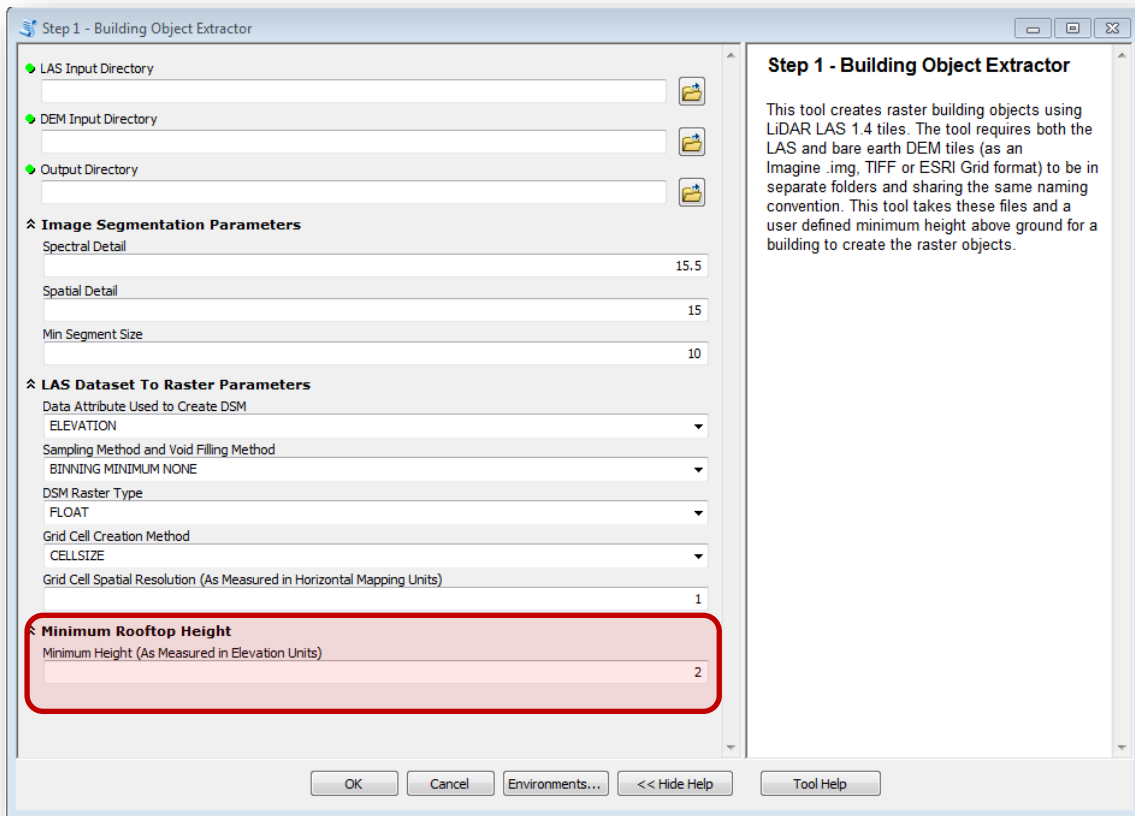 Step 1 - Building Object Extractor
LAS Input Directory
DEM Input Directory
Output Directory
Image Segmentation Parameters
Spectral Detail
15.5
Spatial Detail
15
Min Segment Size
10
LAS Dataset To Raster Parameters
Data Attribute Used to Create DSM
ELEVATION
Sampling Method and Void Filling Method
BINNING MINIMUM NONE
DSM Raster Type
FLOAT
Grid Cell Creation Method
CELLSIZE
Grid Cell Spatial Resolution (As Measured in Horizontal Mapping Units)
1
Minimum Rooftop Height
Minimum Height (As Measured in Elevation Units)
2
Step 1 - Building Object Extractor
This tool creates raster building objects using
LiDAR LAS 1.4 tiles. The tool requires both the
LAS and bare earth DEM tiles (as an
Imagine .img, TIFF or ESRI Grid format) to be in
separate folders and sharing the same naming
convention. This tool takes these files and a
user defined minimum height above ground for a
building to create the raster objects.
OK
Cancel
Environments...
<< Hide Help
Tool Help